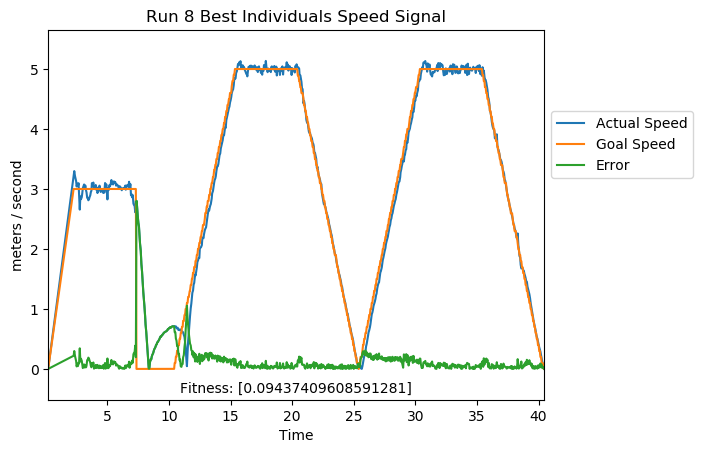 Run 8 Best Individuals Speed Signal
5
4
3
2
1
0
meters / second
Actual Speed
Goal Speed
Error
Fitness: [0.09437409608591281]
5 10 15 20 25 30 35 40
Time